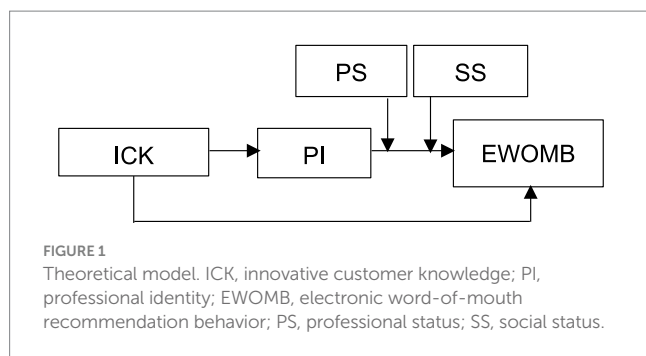 PS
SS
ICK
PI
EWOMB
FIGURE 1
Theoretical model. ICK, innovative customer knowledge; PI,
professional identity; EWOMB, electronic word-of-mouth
recommendation behavior; PS, professional status; SS, social status.